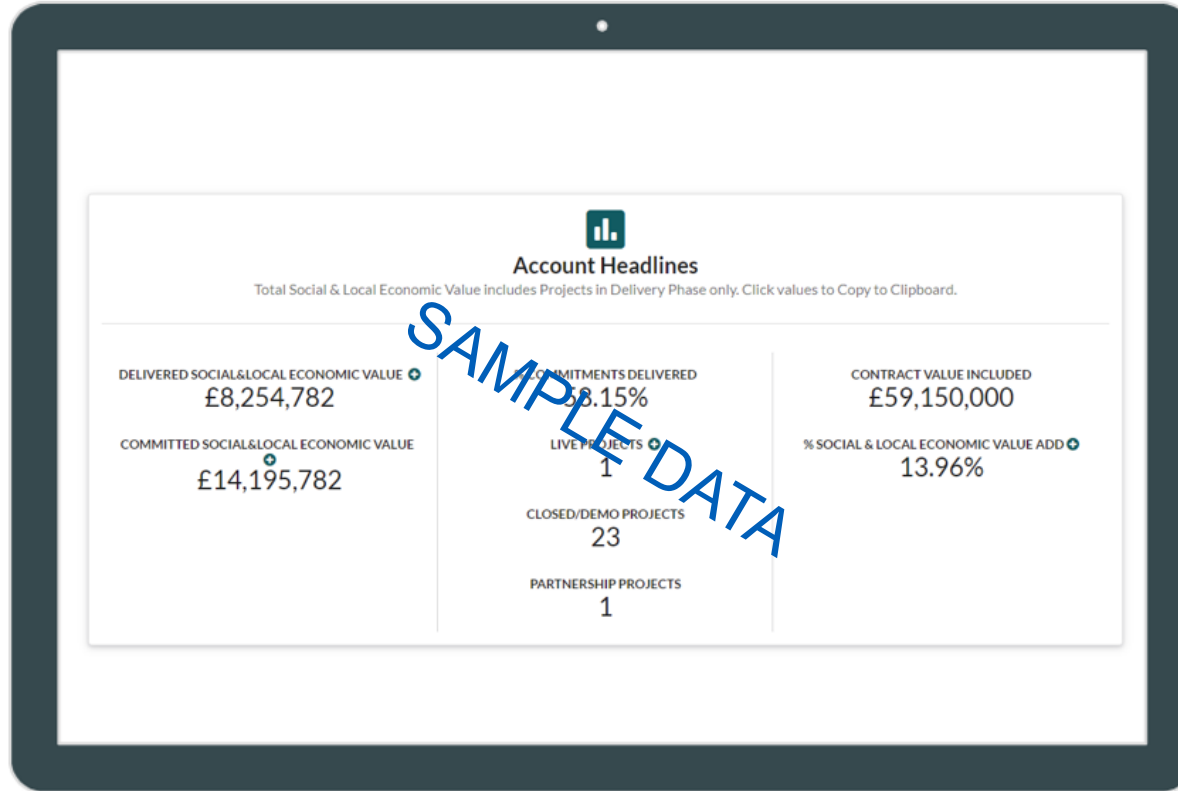 Account Headlines
Total Social & Local Economic Value includes Projects in Delivery Phase only. Click values to Copy to Clipboard.
DELIVERED SOCIAL&LOCAL ECONOMIC VALUE
£8,254,782
COMMITTED SOCIAL&LOCAL ECONOMIC VALUE
£14,195,782
% COMMITMENTS DELIVERED
58.15%
LIVE PROJECTS
1
CLOSED/DEMO PROJECTS
23
PARTNERSHIP PROJECTS
1
CONTRACT VALUE INCLUDED
£59,150,000
% SOCIAL & LOCAL ECONOMIC VALUE ADD
13.96%
SAMPLE DATA